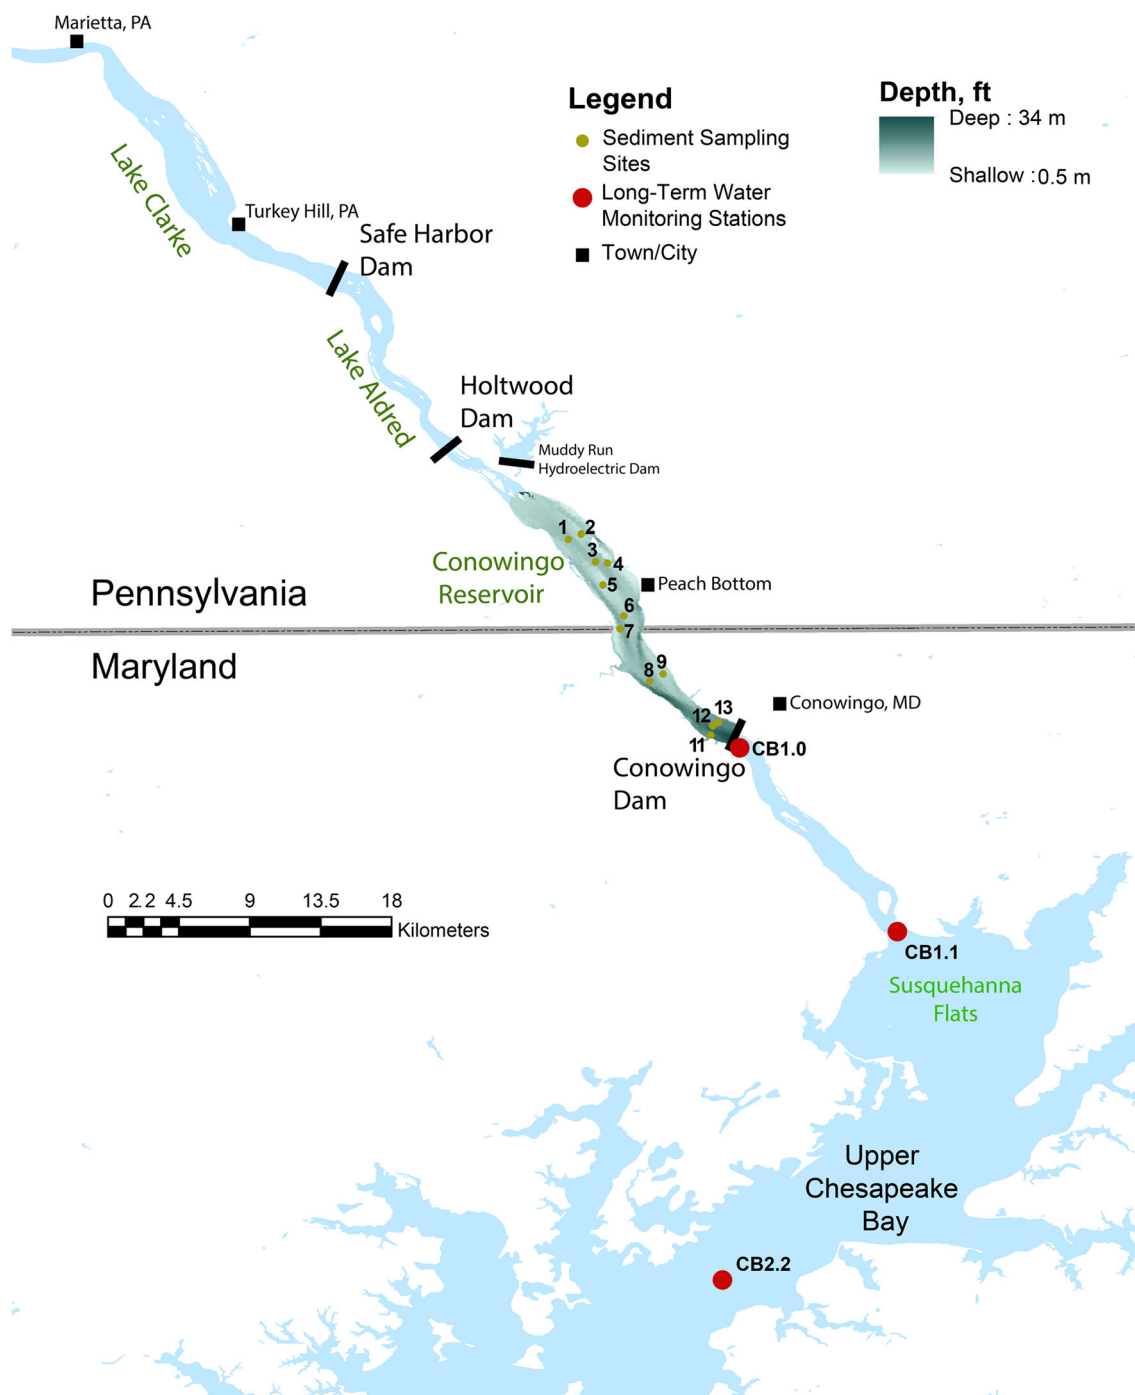 Marietta, PA
Legend
Sediment Sampling
Sites
Long-Term Water
Monitoring Stations
Town/City
Depth, ft
Deep : 34 m
Shallow : 0.5 m
Lake Clarke
Turkey Hill, PA
Safe Harbor
Dam
Lake Aldred
Holtwood
Dam
Muddy Run
Hydroelectric Dam
1
2
3
4
5
6
7
8
9
Conowingo
Reservoir
Peach Bottom
Pennsylvania
Maryland
13
12
11
Conowingo, MD
CB1.0
Conowingo
Dam
0 2.2 4.5 9 13.5 18
Kilometers
CB1.1
Susquehanna
Flats
Upper
Chesapeake
Bay
CB2.2